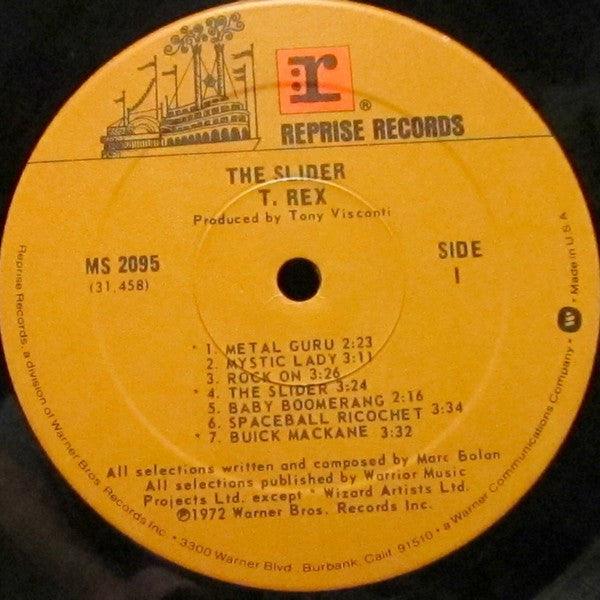 r ®
REPRISE RECORDS
THE SLIDER
T. REX
Produced by Tony Visconti
MS 2095
(31,458)
SIDE
1
* 1. METAL GURU 2:23
2. MYSTIC LADY 3:11
3. ROCK ON 3:26
* 4. THE SLIDER 3:24
5. BABY BOOMERANG 2:16
6. SPACEBALL RICOCHET 3:34
* 7. BUICK MACKANE 3:32
All selections written and composed by Marc Bolan
All selections published by Warrior Music
Projects Ltd. except * Wizard Artists Ltd.
℗1972 Warner Bros. Records Inc.
Reprise Records, a division of Warner Bros. Records Inc. • 3300 Warner Blvd., Burbank, Calif. 91510 • a Warner Communications Company • W • Made in U.S.A.